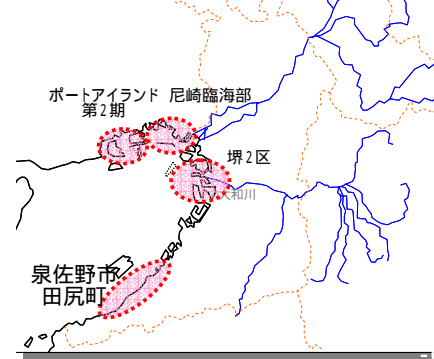 ポートアイランド
第2期
尼崎臨海部
堺2区
大和川
泉佐野市
田尻町